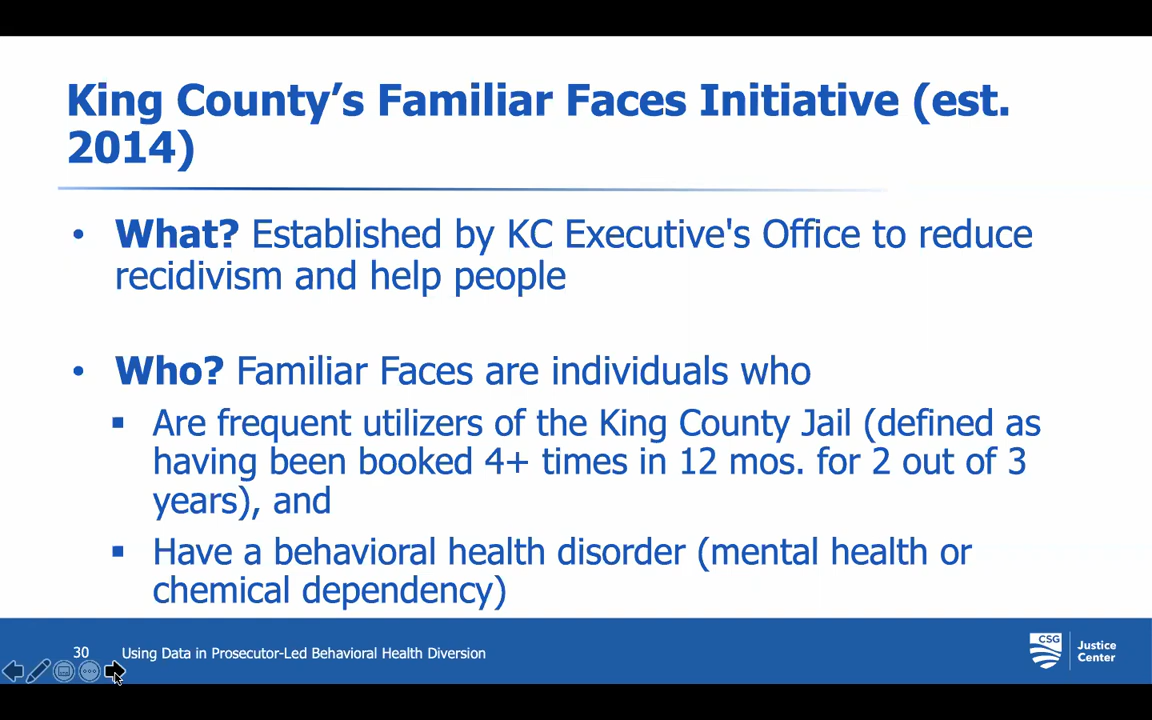 King County’s Familiar Faces Initiative (est.
2014)
• What? Established by KC Executive's Office to reduce
recidivism and help people
• Who? Familiar Faces are individuals who
▪ Are frequent utilizers of the King County Jail (defined as
having been booked 4+ times in 12 mos. for 2 out of 3
years), and
▪ Have a behavioral health disorder (mental health or
chemical dependency)
30 Using Data in Prosecutor-Led Behavioral Health Diversion
CSG Justice
Center